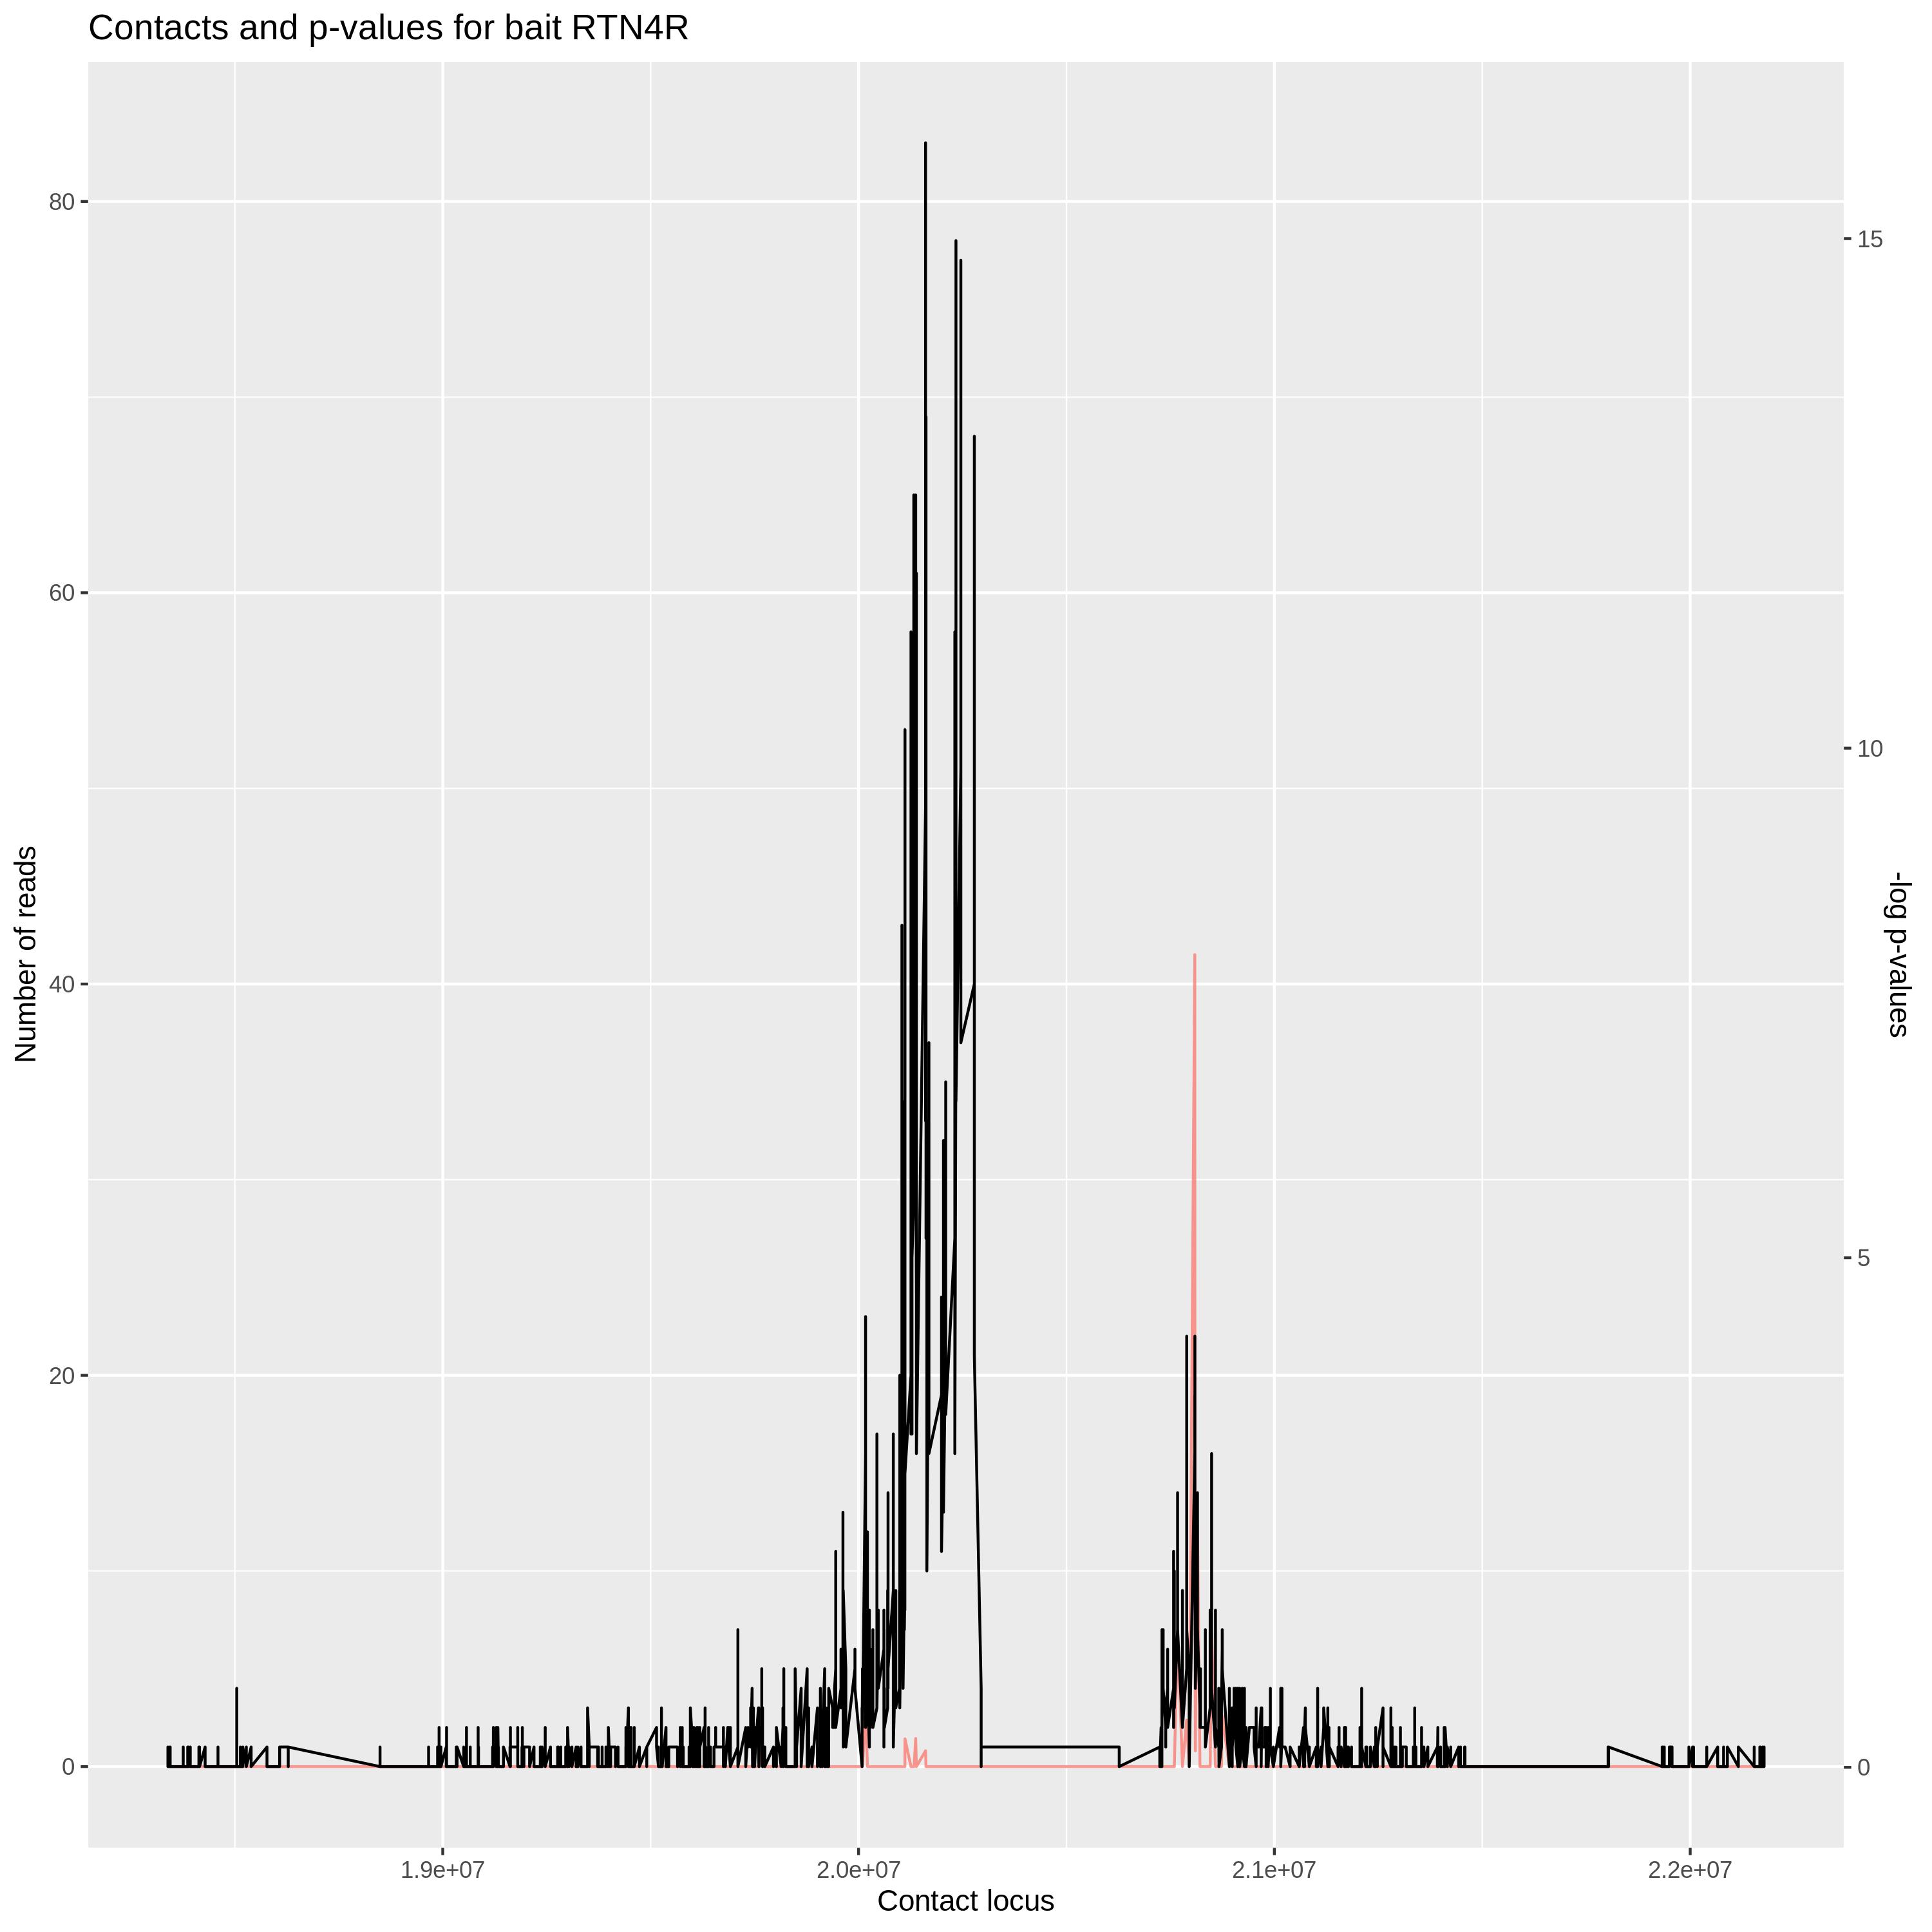 Contacts and p-values for bait RTN4R
80
60
40
20
0
15
10
5
0
Number of reads
-log p-values
1.9e+07 2.0e+07 2.1e+07 2.2e+07
Contact locus